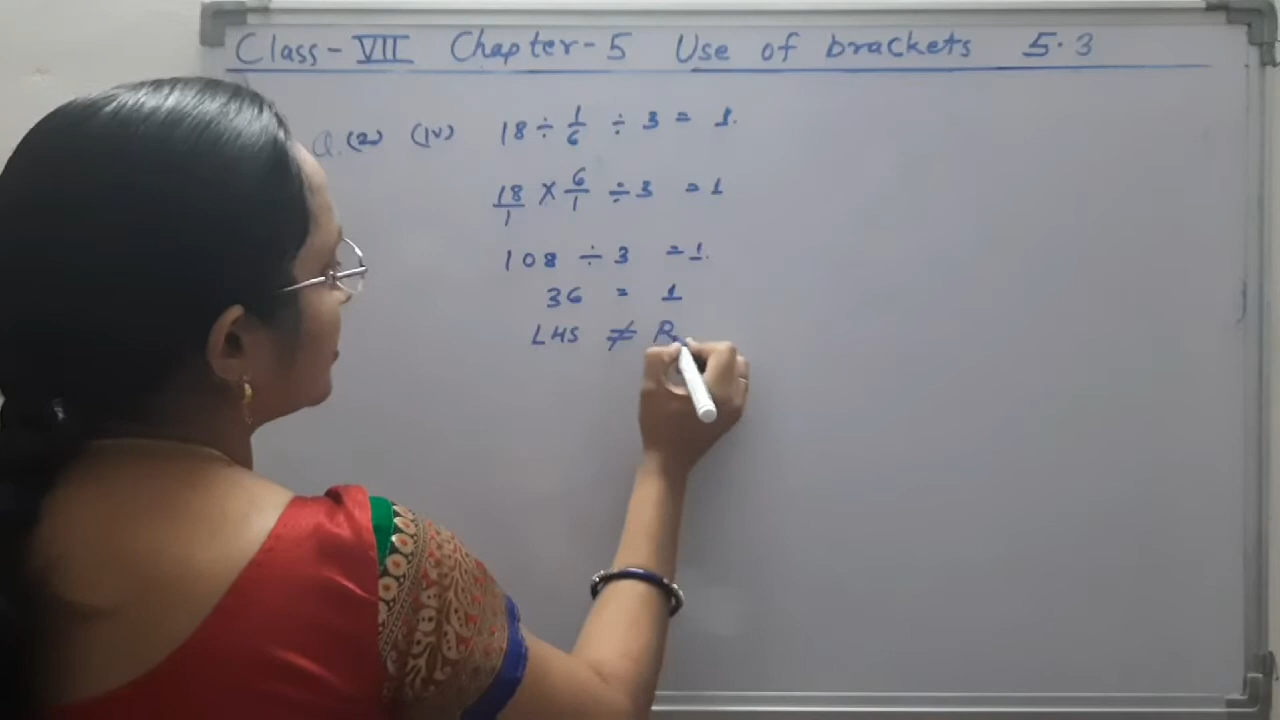 Class-VII Chapter-5 Use of brackets 5.3
Q.(2) (iv) 18 ÷ 1/6 ÷ 3 = 1.
18/1 × 6/1 ÷ 3 = 1
108 ÷ 3 = 1.
36 = 1
LHS ≠ R